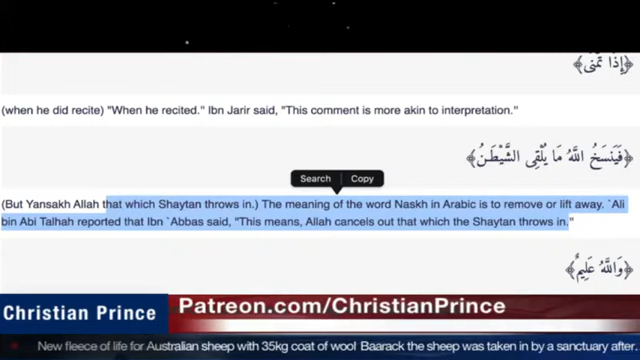 ﴿إِذَا تَمَنَّى﴾
(when he did recite) "When he recited." Ibn Jarir said, "This comment is more akin to interpretation."
﴿فَيَنسَخُ اللَّهُ مَا يُلْقِى الشَّيْطَـنُ﴾
Search Copy
(But Yansakh Allah that which Shaytan throws in.) The meaning of the word Naskh in Arabic is to remove or lift away. `Ali
bin Abi Talhah reported that Ibn `Abbas said, "This means, Allah cancels out that which the Shaytan throws in."
﴿وَاللَّهُ عَلِيمٌ﴾
Christian Prince
Patreon.com/ChristianPrince
New fleece of life for Australian sheep with 35kg coat of wool Baarack the sheep was taken in by a sanctuary after.